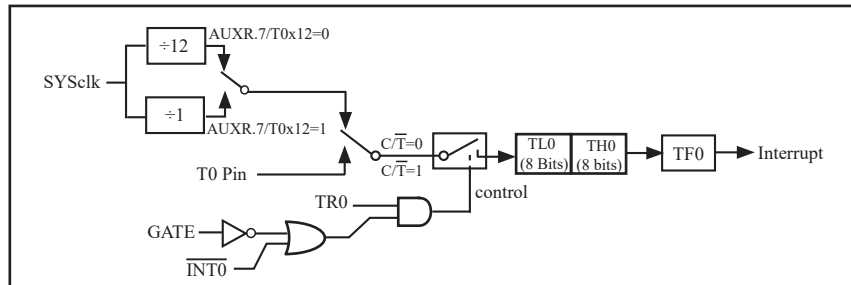 ÷12
AUXR.7/T0x12=0
SYSclk
÷1
AUXR.7/T0x12=1
C/T̅=0
C/T̅=1
T0 Pin
TL0
(8 Bits)
TH0
(8 bits)
TF0
Interrupt
control
TR0
GATE
I̅N̅T̅0̅